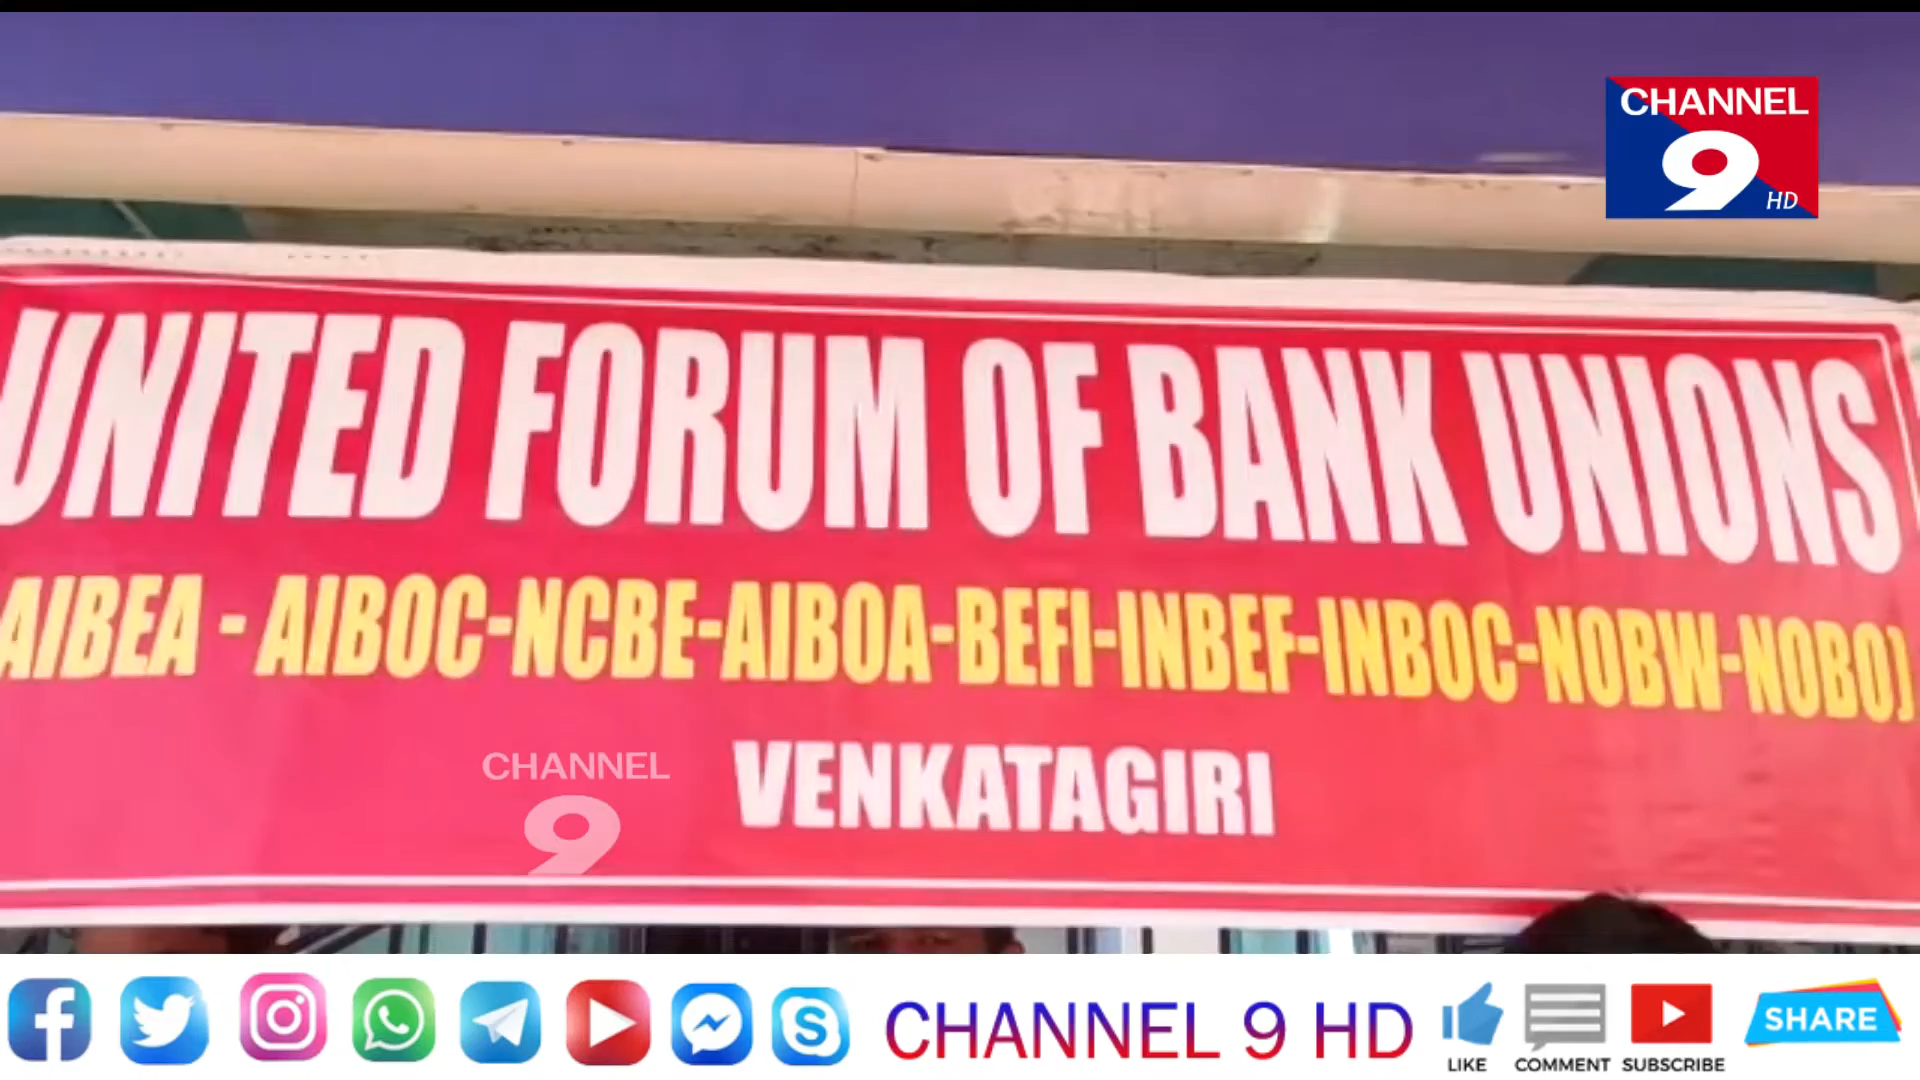 CHANNEL
9
HD
UNITED FORUM OF BANK UNIONS
AIBEA - AIBOC-NCBE-AIBOA-BEFI-INBEF-INBOC-NOBW-NOBO)
VENKATAGIRI
CHANNEL
9
CHANNEL 9 HD
LIKE
COMMENT
SUBSCRIBE
SHARE